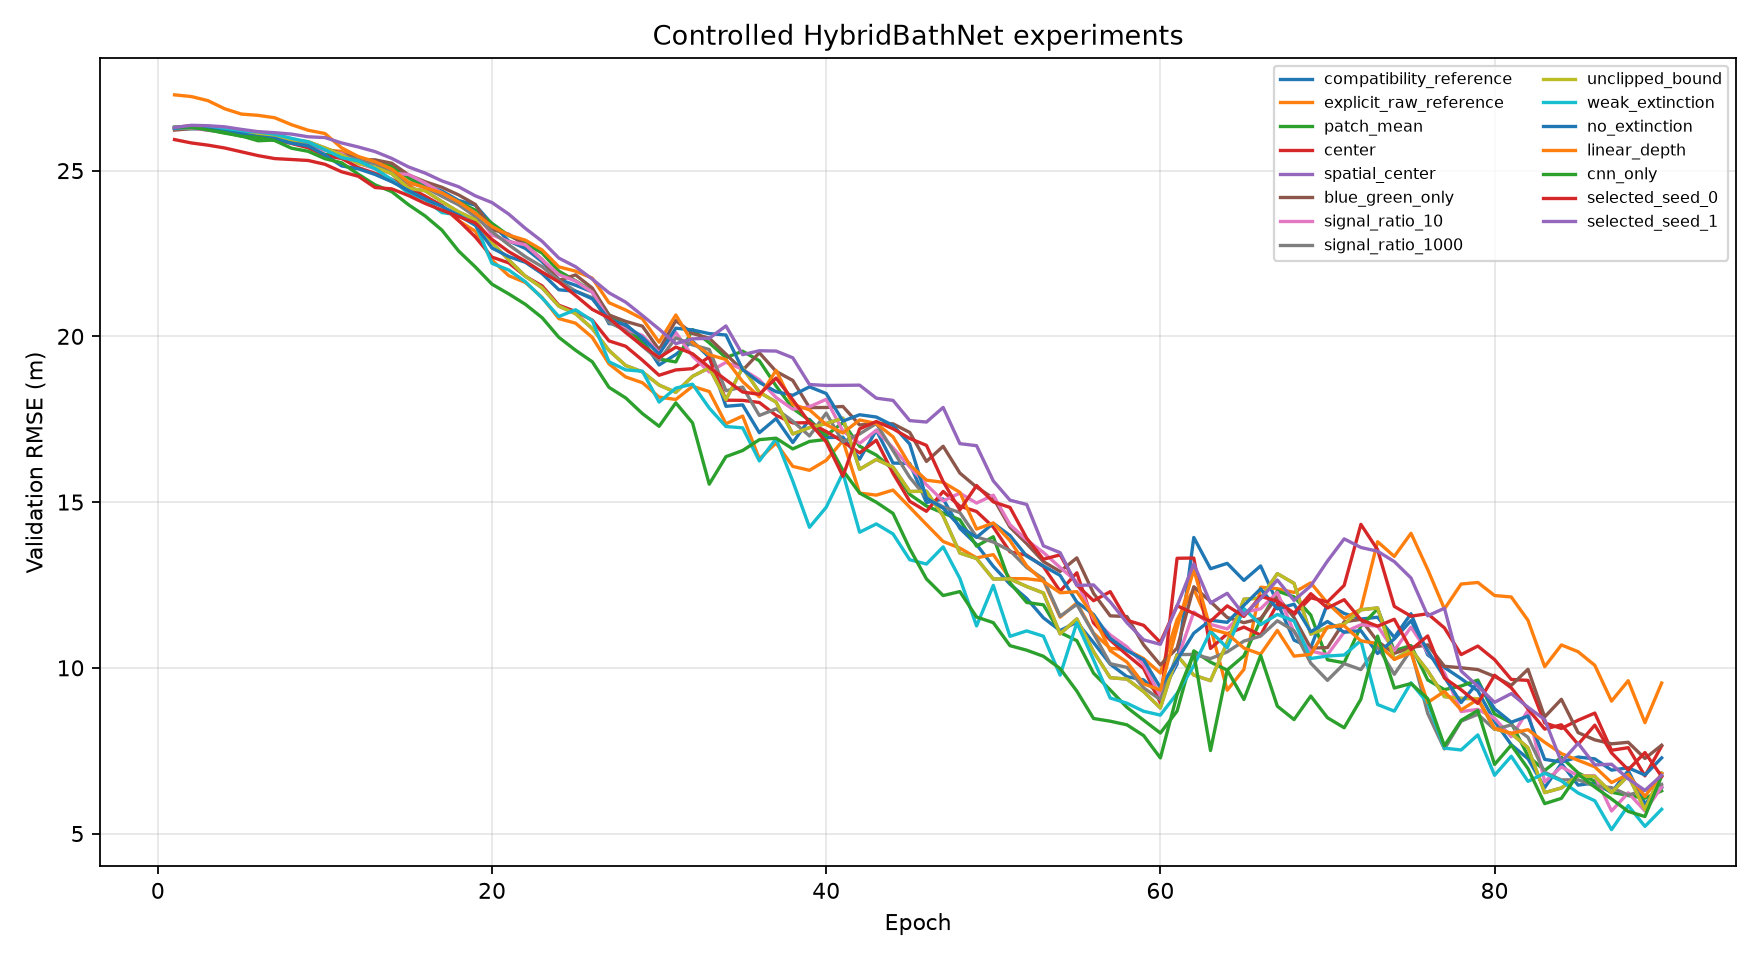 Controlled HybridBathNet experiments
compatibility_reference
explicit_raw_reference
patch_mean
center
spatial_center
blue_green_only
signal_ratio_10
signal_ratio_1000
unclipped_bound
weak_extinction
no_extinction
linear_depth
cnn_only
selected_seed_0
selected_seed_1
Validation RMSE (m)
25
20
15
10
5
0 20 40 60 80
Epoch